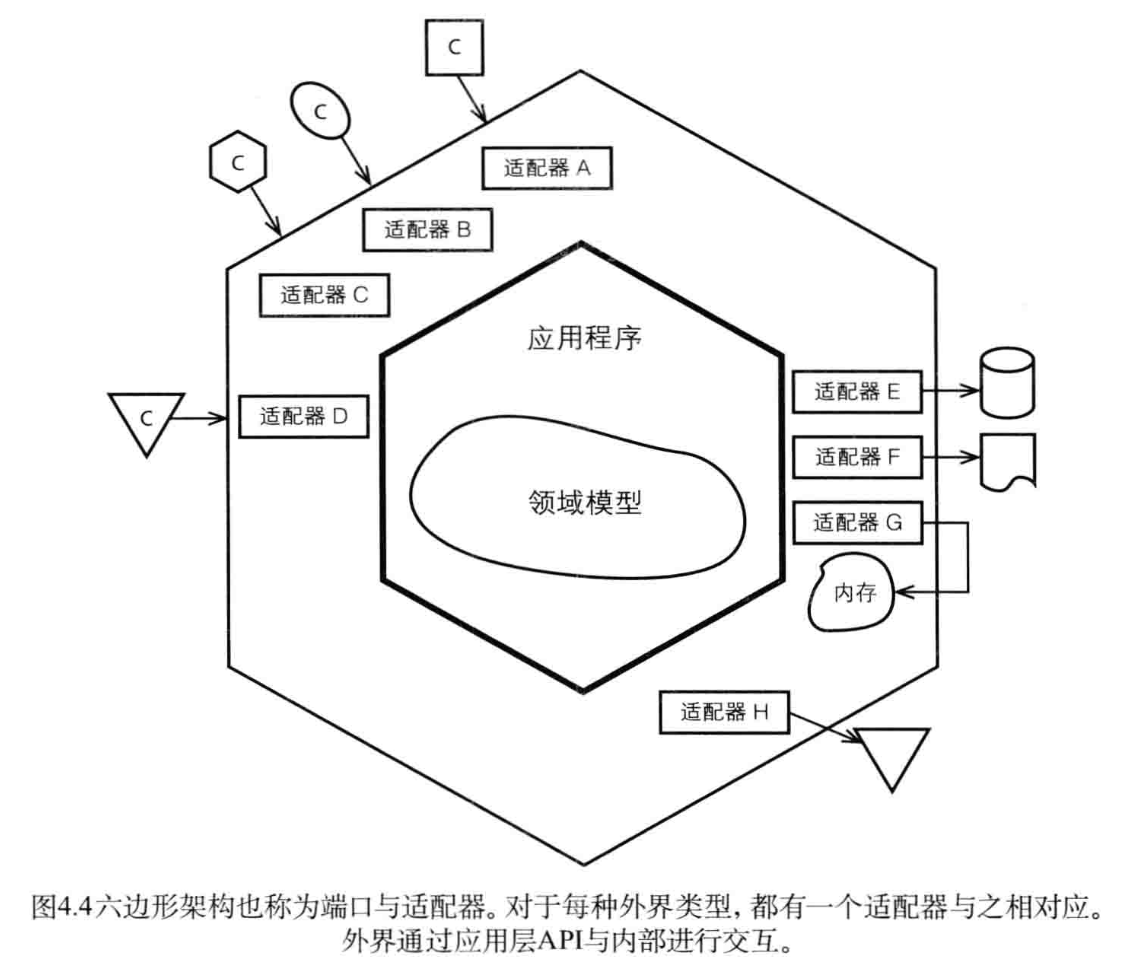 C
C
适配器 A
C
适配器 B
适配器 C
应用程序
适配器 E
C
适配器 D
适配器 F
领域模型
适配器 G
内存
适配器 H
图4.4六边形架构也称为端口与适配器。对于每种外界类型，都有一个适配器与之相对应。
外界通过应用层API与内部进行交互。